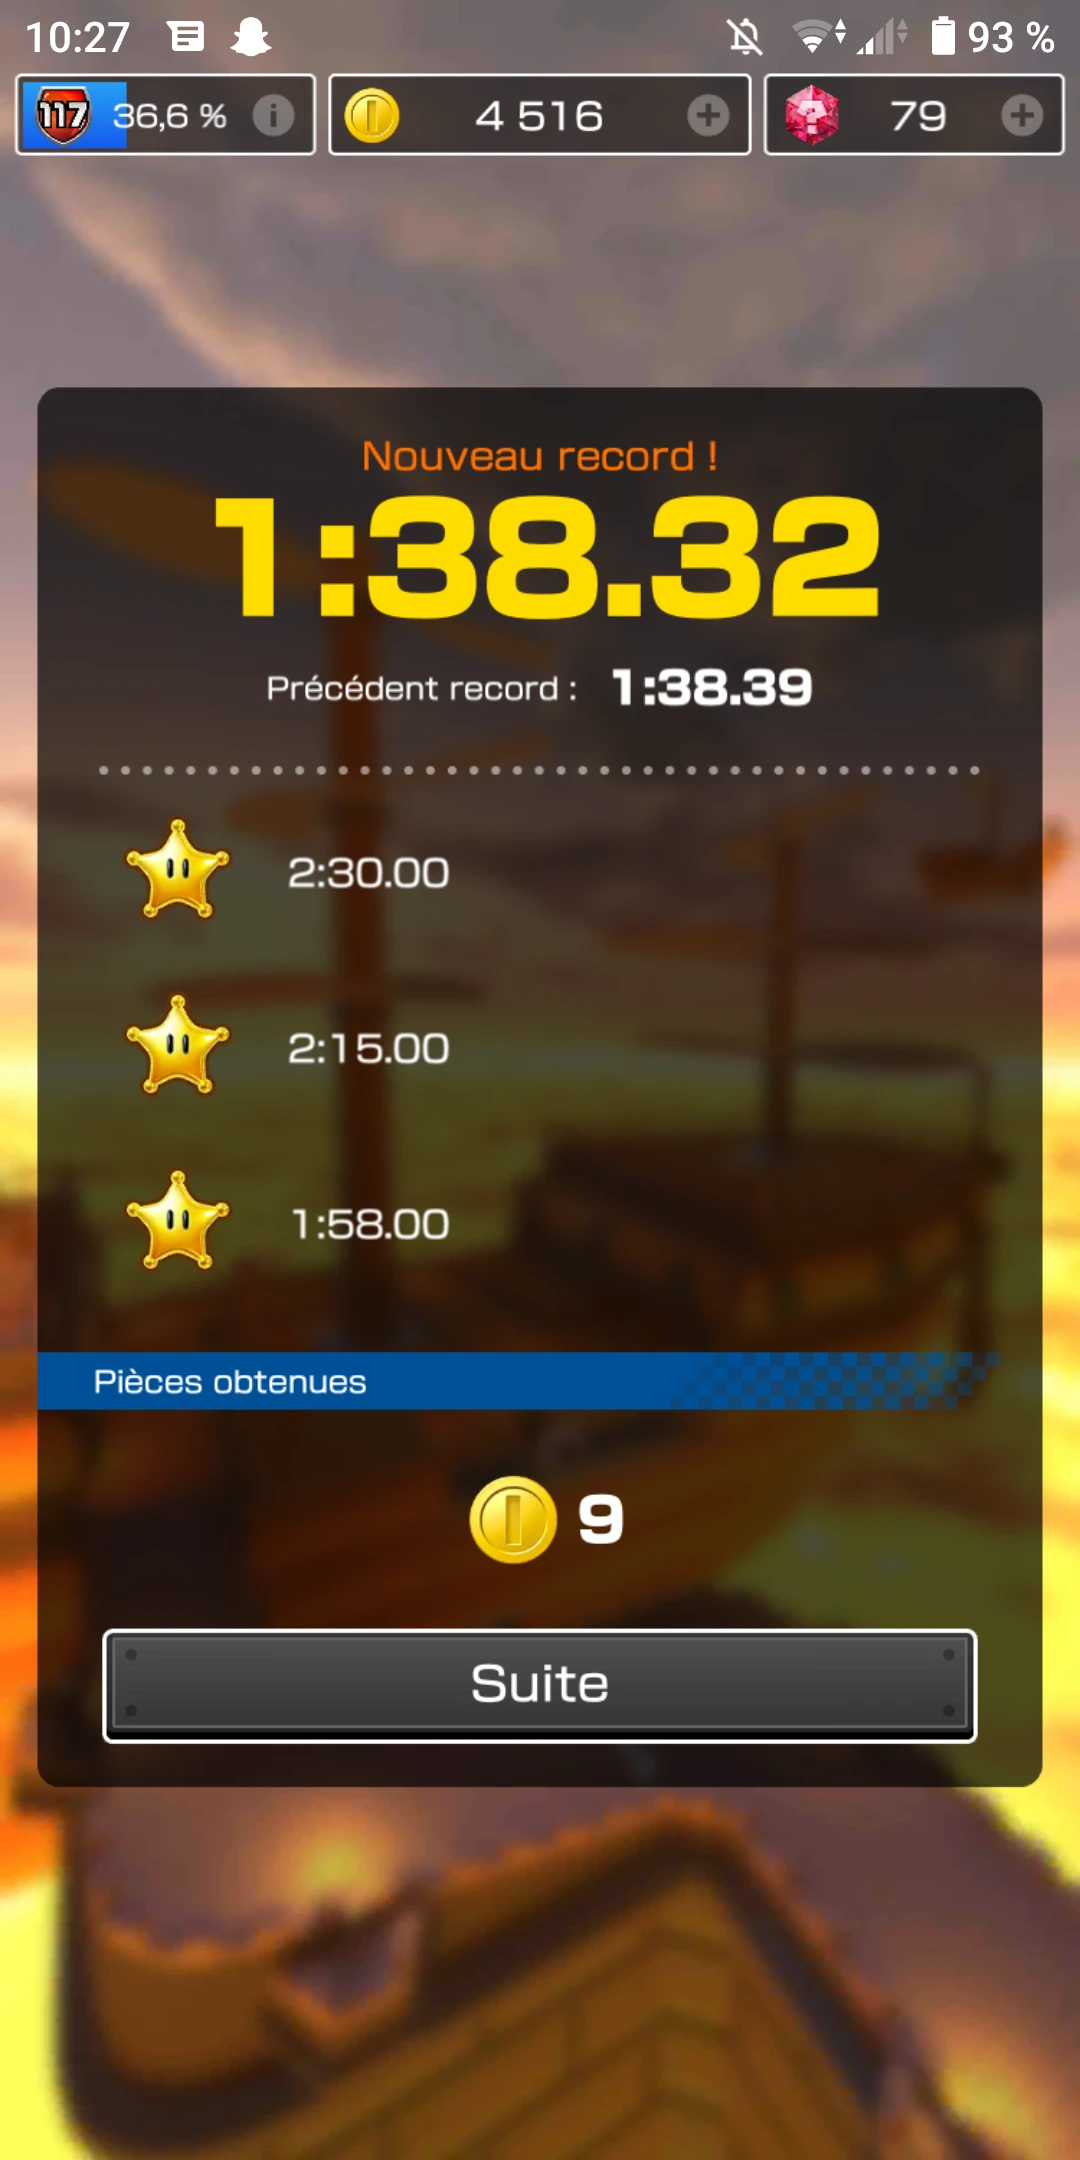 10:27 93 %
117 36,6 % i 4 516 + ? 79 +
Nouveau record !
1:38.32
Précédent record : 1:38.39
2:30.00
2:15.00
1:58.00
Pièces obtenues
9
Suite